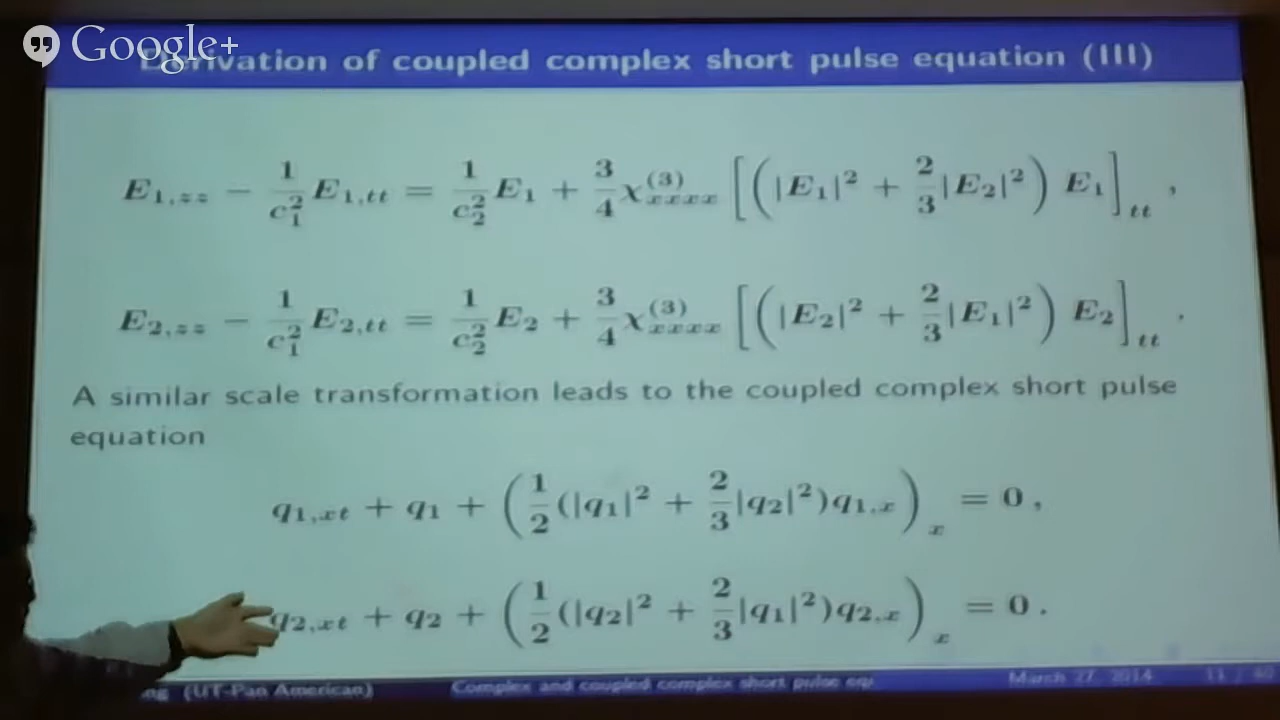 Google+
Derivation of coupled complex short pulse equation (III)
E_{1,zz} − \frac{1}{c_1^2} E_{1,tt} = \frac{1}{c_2^2} E_1 + \frac{3}{4} χ^{(3)}_{xxxx} [ ( |E_1|^2 + \frac{2}{3} |E_2|^2 ) E_1 ]_{tt} ,
E_{2,zz} − \frac{1}{c_1^2} E_{2,tt} = \frac{1}{c_2^2} E_2 + \frac{3}{4} χ^{(3)}_{xxxx} [ ( |E_2|^2 + \frac{2}{3} |E_1|^2 ) E_2 ]_{tt} .
A similar scale transformation leads to the coupled complex short pulse
equation
q_{1,xt} + q_1 + ( \frac{1}{2} (|q_1|^2 + \frac{2}{3} |q_2|^2) q_{1,x} )_x = 0 ,
q_{2,xt} + q_2 + ( \frac{1}{2} (|q_2|^2 + \frac{2}{3} |q_1|^2) q_{2,x} )_x = 0 .
(UT-Pan American) Complex and coupled complex short pulse equ March 27, 2014 11 / 40